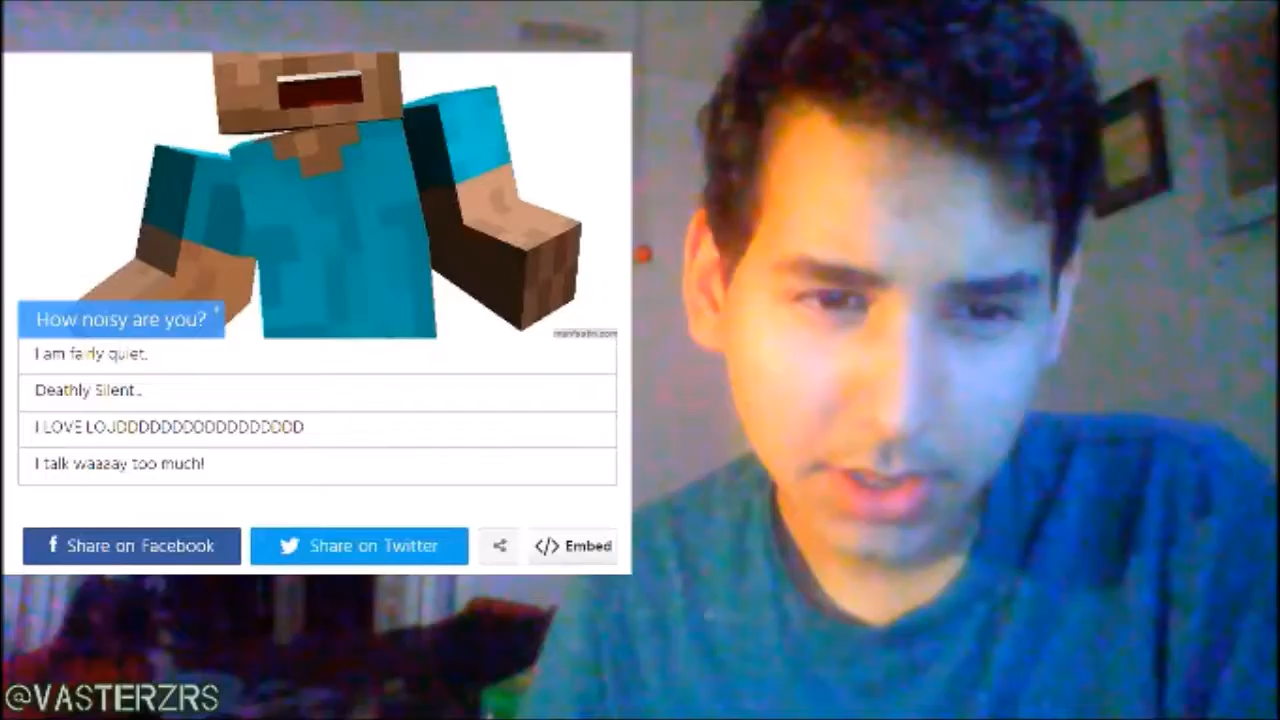 How noisy are you?
I am fairly quiet.
Deathly Silent..
I LOVE LOUDDDDDDDDDDDDDDDDDD
I talk waaaay too much!
f Share on Facebook
Share on Twitter
</> Embed
@VASTERZRS